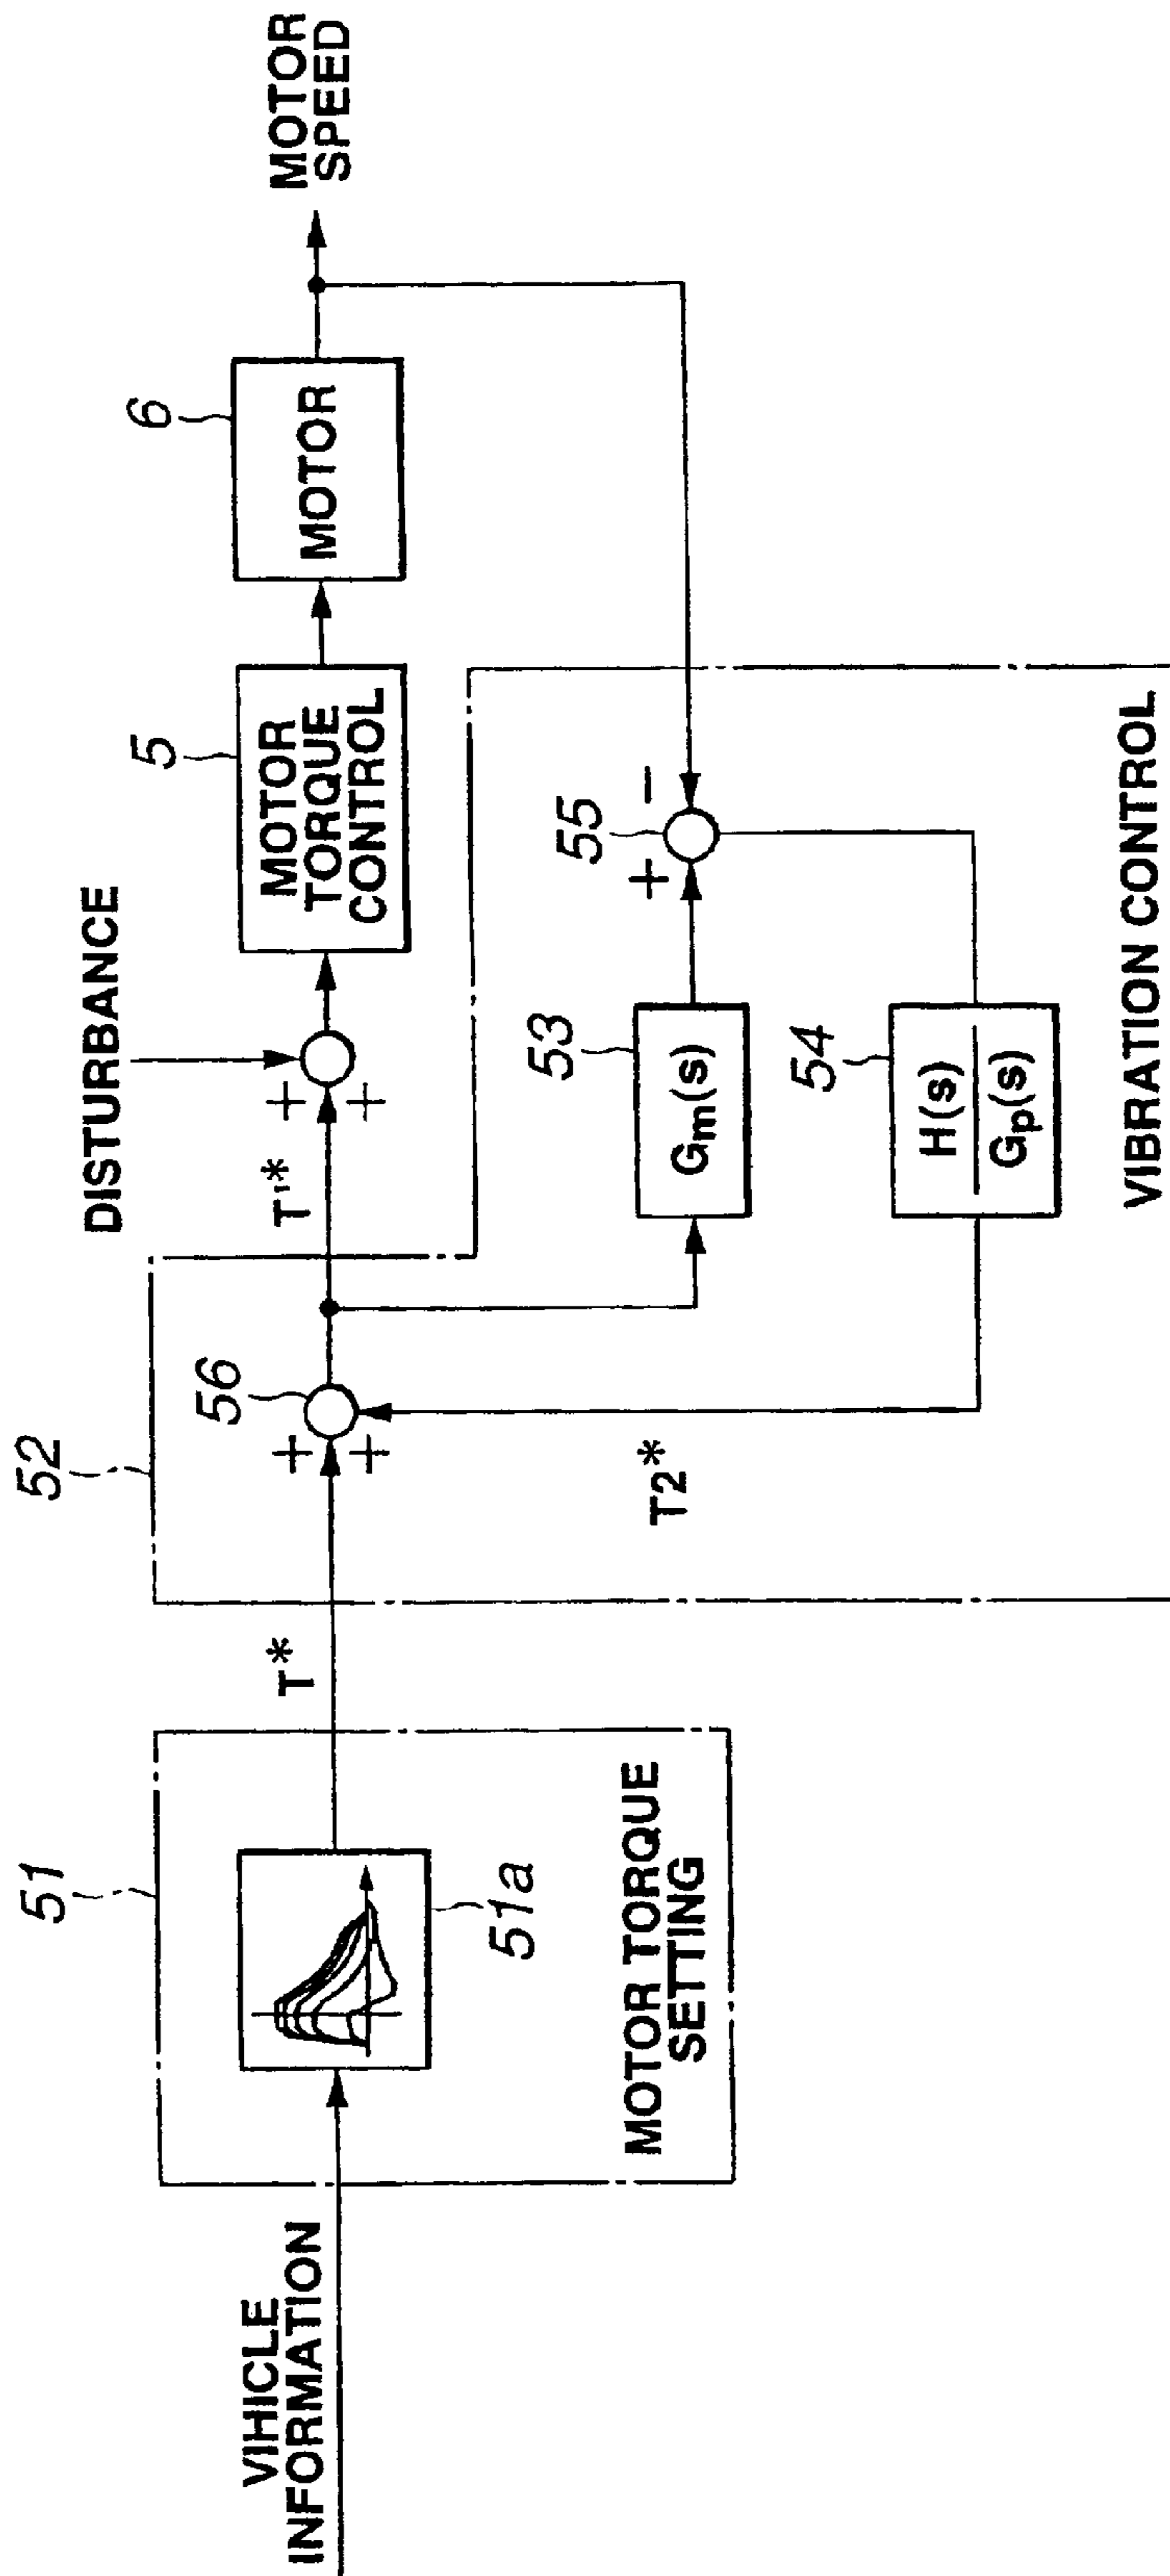 VIHICLE
INFORMATION
51
51a
MOTOR TORQUE
SETTING
T*
52
56
+
+
T2*
T'*
DISTURBANCE
+
+
5
MOTOR
TORQUE
CONTROL
6
MOTOR
MOTOR
SPEED
53
Gm(s)
55
+
-
54
H(s)
Gp(s)
VIBRATION CONTROL